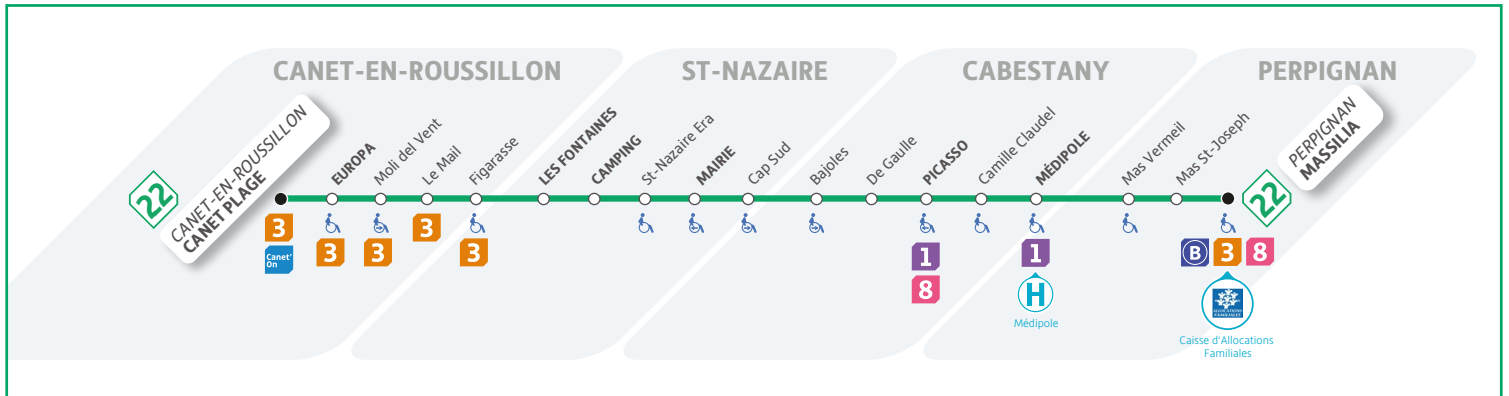 CANET-EN-ROUSSILLON
ST-NAZAIRE
CABESTANY
PERPIGNAN
22
CANET-EN-ROUSSILLON
CANET PLAGE
EUROPA
Moli del Vent
Le Mail
Figarasse
LES FONTAINES
CAMPING
St-Nazaire Era
MAIRIE
Cap Sud
Bajoles
De Gaulle
PICASSO
Camille Claudel
MÉDIPOLE
Mas Vermeil
Mas St-Joseph
PERPIGNAN
MASSILIA
22
3
Canet'
On
3
3
3
3
1
8
1
H
Médipole
B
3
8
ALLOCATIONS
FAMILIALES
Caisse d'Allocations
Familiales